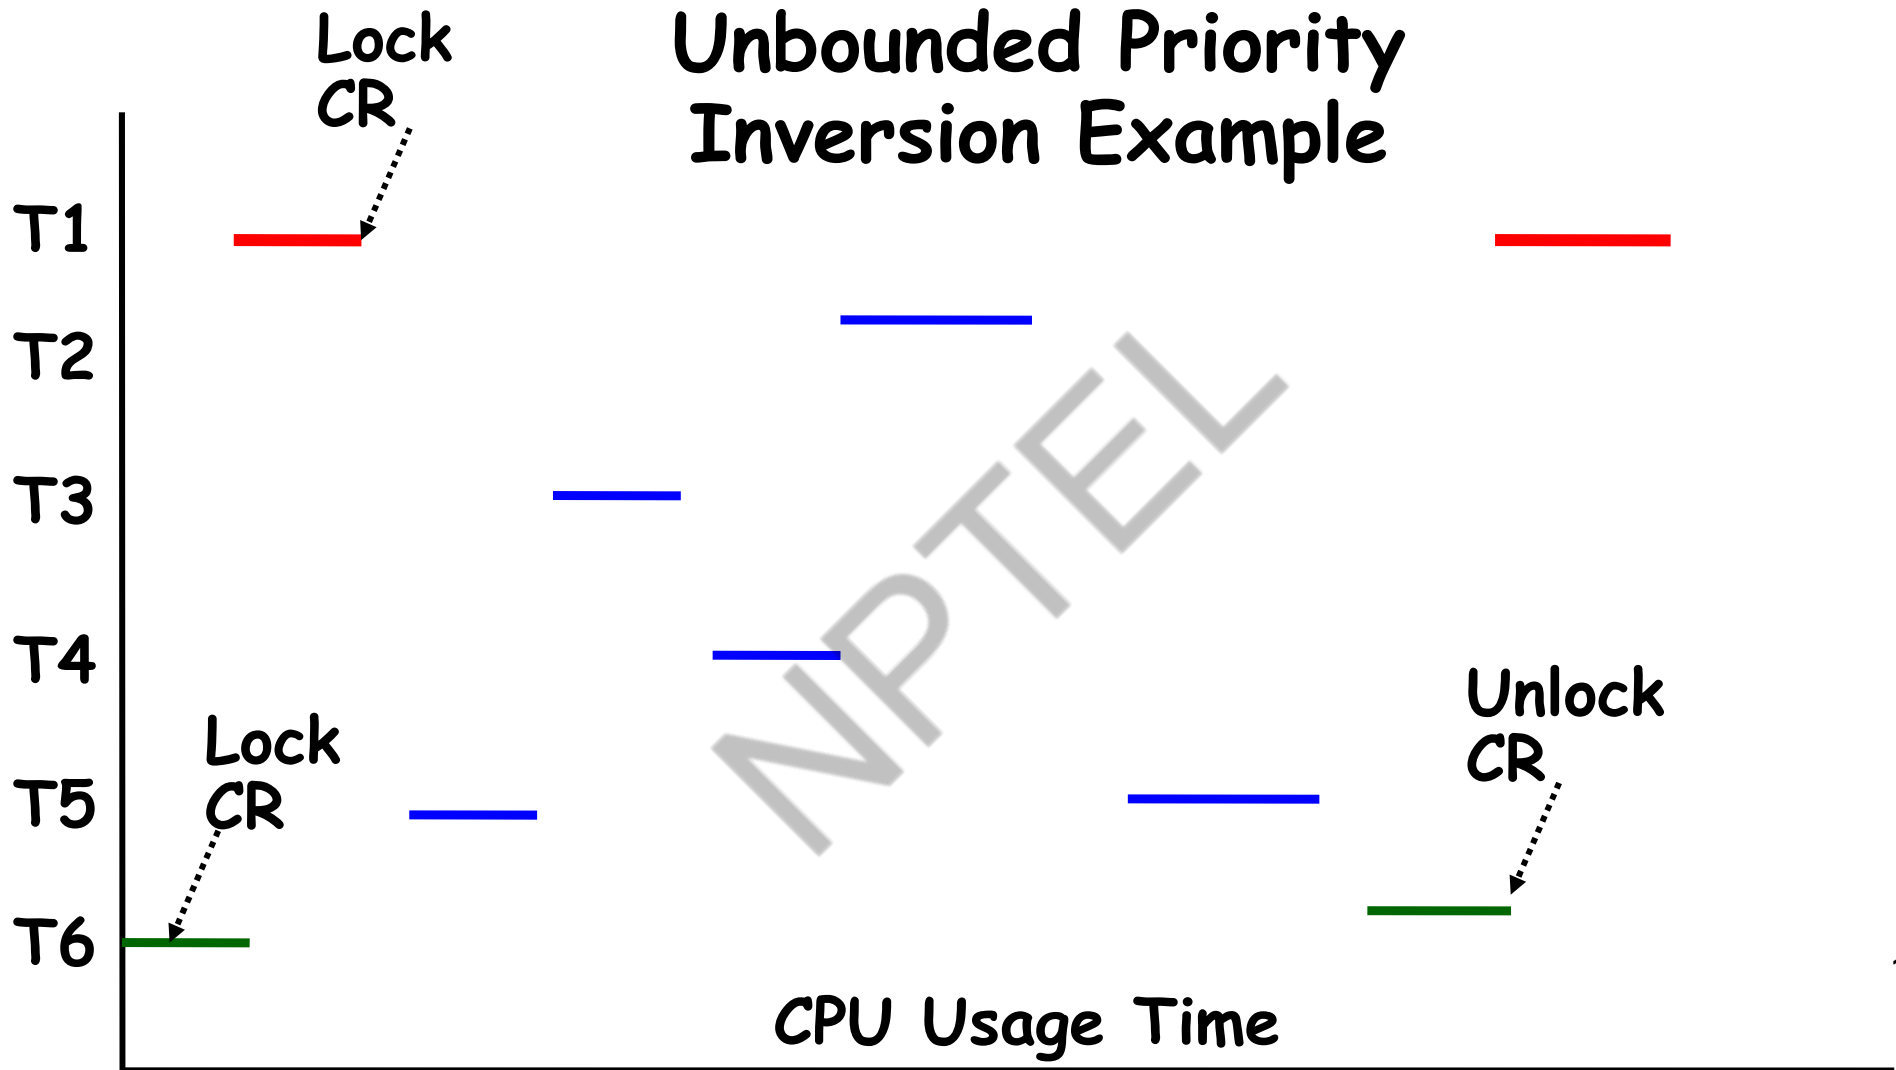 Lock
CR
Unbounded Priority
Inversion Example
T1
T2
T3
T4
T5
T6
Lock
CR
Unlock
CR
NPTEL
CPU Usage Time